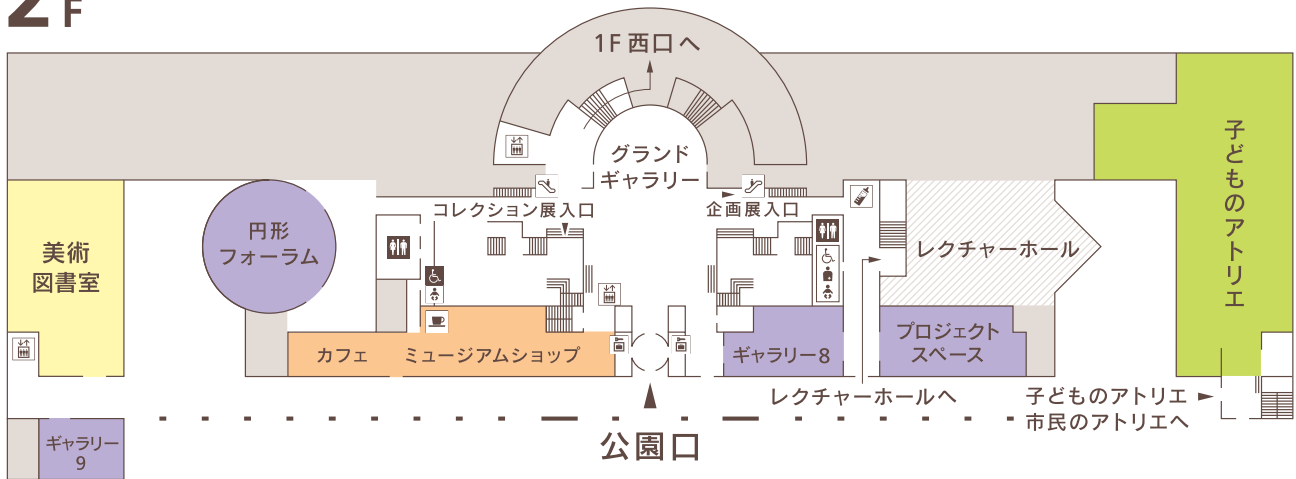 2F
1F 西口へ
グランド
ギャラリー
コレクション展入口
企画展入口
美術
図書室
円形
フォーラム
レクチャーホール
子どものアトリエ
カフェ
ミュージアムショップ
ギャラリー8
プロジェクト
スペース
レクチャーホールへ
子どものアトリエ
市民のアトリエへ
公園口
ギャラリー
9